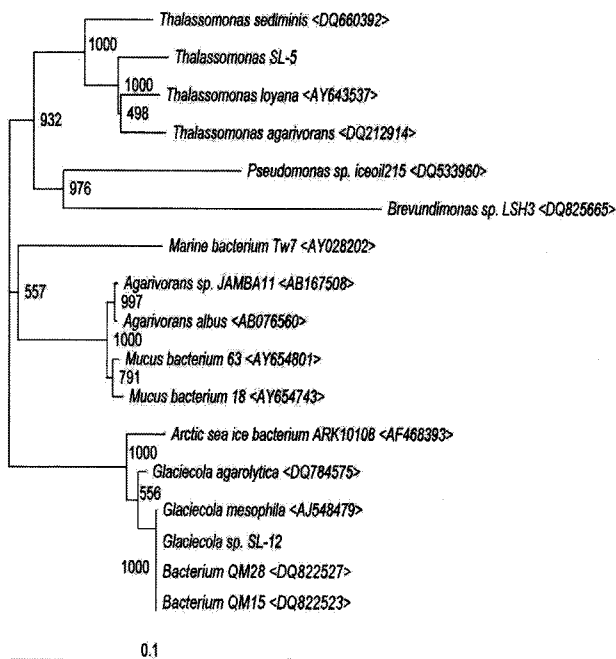 Thalassomonas sediminis <DQ660392>
1000
Thalassomonas SL-5
1000
Thalassomonas loyana <AY643537>
498
932
Thalassomonas agarivorans <DQ212914>
Pseudomonas sp. iceoil215 <DQ533960>
976
Brevundimonas sp. LSH3 <DQ825665>
Marine bacterium Tw7 <AY028202>
557
Agarivorans sp. JAMBA11 <AB167508>
997
Agarivorans albus <AB076560>
1000
Mucus bacterium 63 <AY654801>
791
Mucus bacterium 18 <AY654743>
Arctic sea ice bacterium ARK10108 <AF468393>
1000
Glaciecola agarolytica <DQ784575>
556
Glaciecola mesophila <AJ548479>
Glaciecola sp. SL-12
1000
Bacterium QM28 <DQ822527>
Bacterium QM15 <DQ822523>
0.1